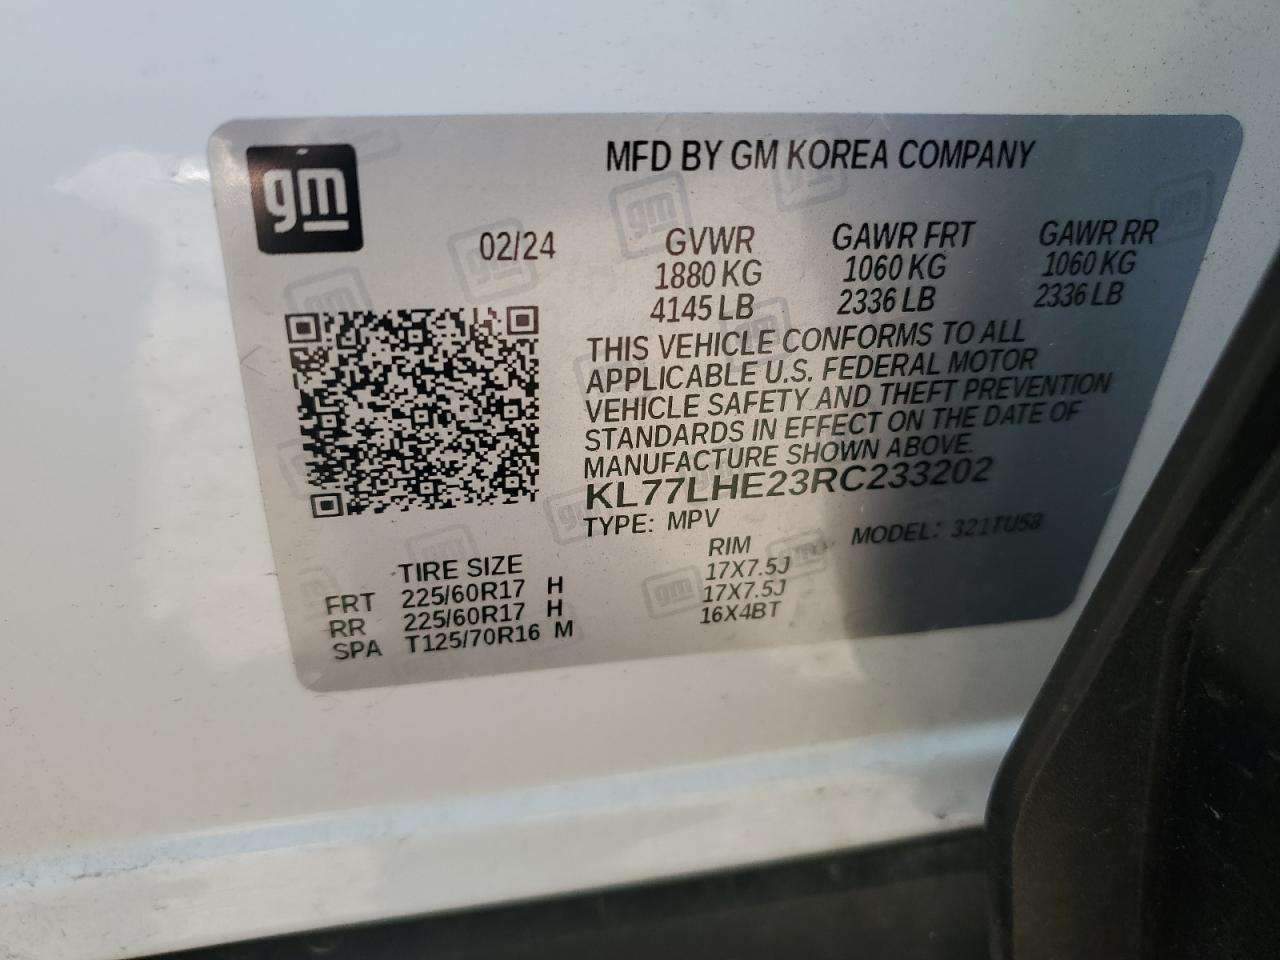 gm
MFD BY GM KOREA COMPANY
02/24
GVWR GAWR FRT GAWR RR
1880 KG 1060 KG 1060 KG
4145 LB 2336 LB 2336 LB
THIS VEHICLE CONFORMS TO ALL
APPLICABLE U.S. FEDERAL MOTOR
VEHICLE SAFETY AND THEFT PREVENTION
STANDARDS IN EFFECT ON THE DATE OF
MANUFACTURE SHOWN ABOVE.
KL77LHE23RC233202
TYPE: MPV MODEL: 321TU58
TIRE SIZE RIM
FRT 225/60R17 H 17X7.5J
RR 225/60R17 H 17X7.5J
SPA T125/70R16 M 16X4BT